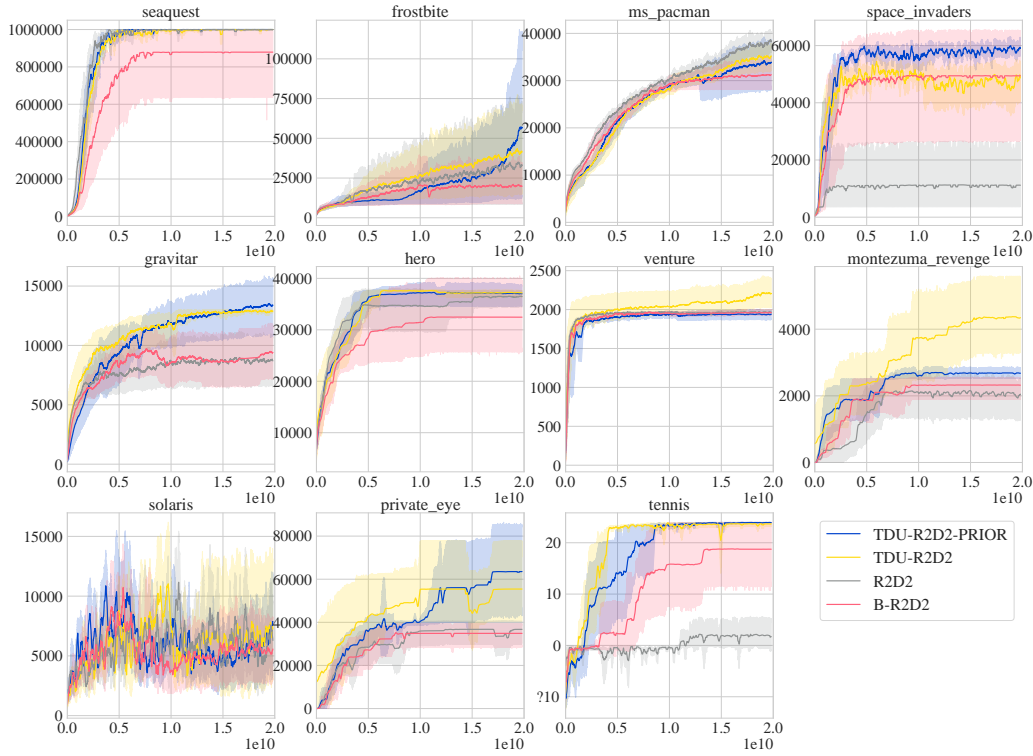 seaquest
frostbite
ms_pacman
space_invaders
1000000
800000
600000
400000
200000
0
0.0 0.5 1.0 1.5 2.0
1e10
100000
75000
50000
25000
0
0.0 0.5 1.0 1.5 2.0
1e10
40000
30000
20000
10000
0
0.0 0.5 1.0 1.5 2.0
1e10
60000
40000
20000
0
0.0 0.5 1.0 1.5 2.0
1e10
gravitar
hero
venture
montezuma_revenge
15000
10000
5000
0
0.0 0.5 1.0 1.5 2.0
1e10
40000
30000
20000
10000
0.0 0.5 1.0 1.5 2.0
1e10
2500
2000
1500
1000
500
0
0.0 0.5 1.0 1.5 2.0
1e10
4000
2000
0
0.0 0.5 1.0 1.5 2.0
1e10
solaris
private_eye
tennis
15000
10000
5000
0
0.0 0.5 1.0 1.5 2.0
1e10
80000
60000
40000
20000
0
0.0 0.5 1.0 1.5 2.0
1e10
20
10
0
?10
0.0 0.5 1.0 1.5 2.0
1e10
TDU-R2D2-PRIOR
TDU-R2D2
R2D2
B-R2D2